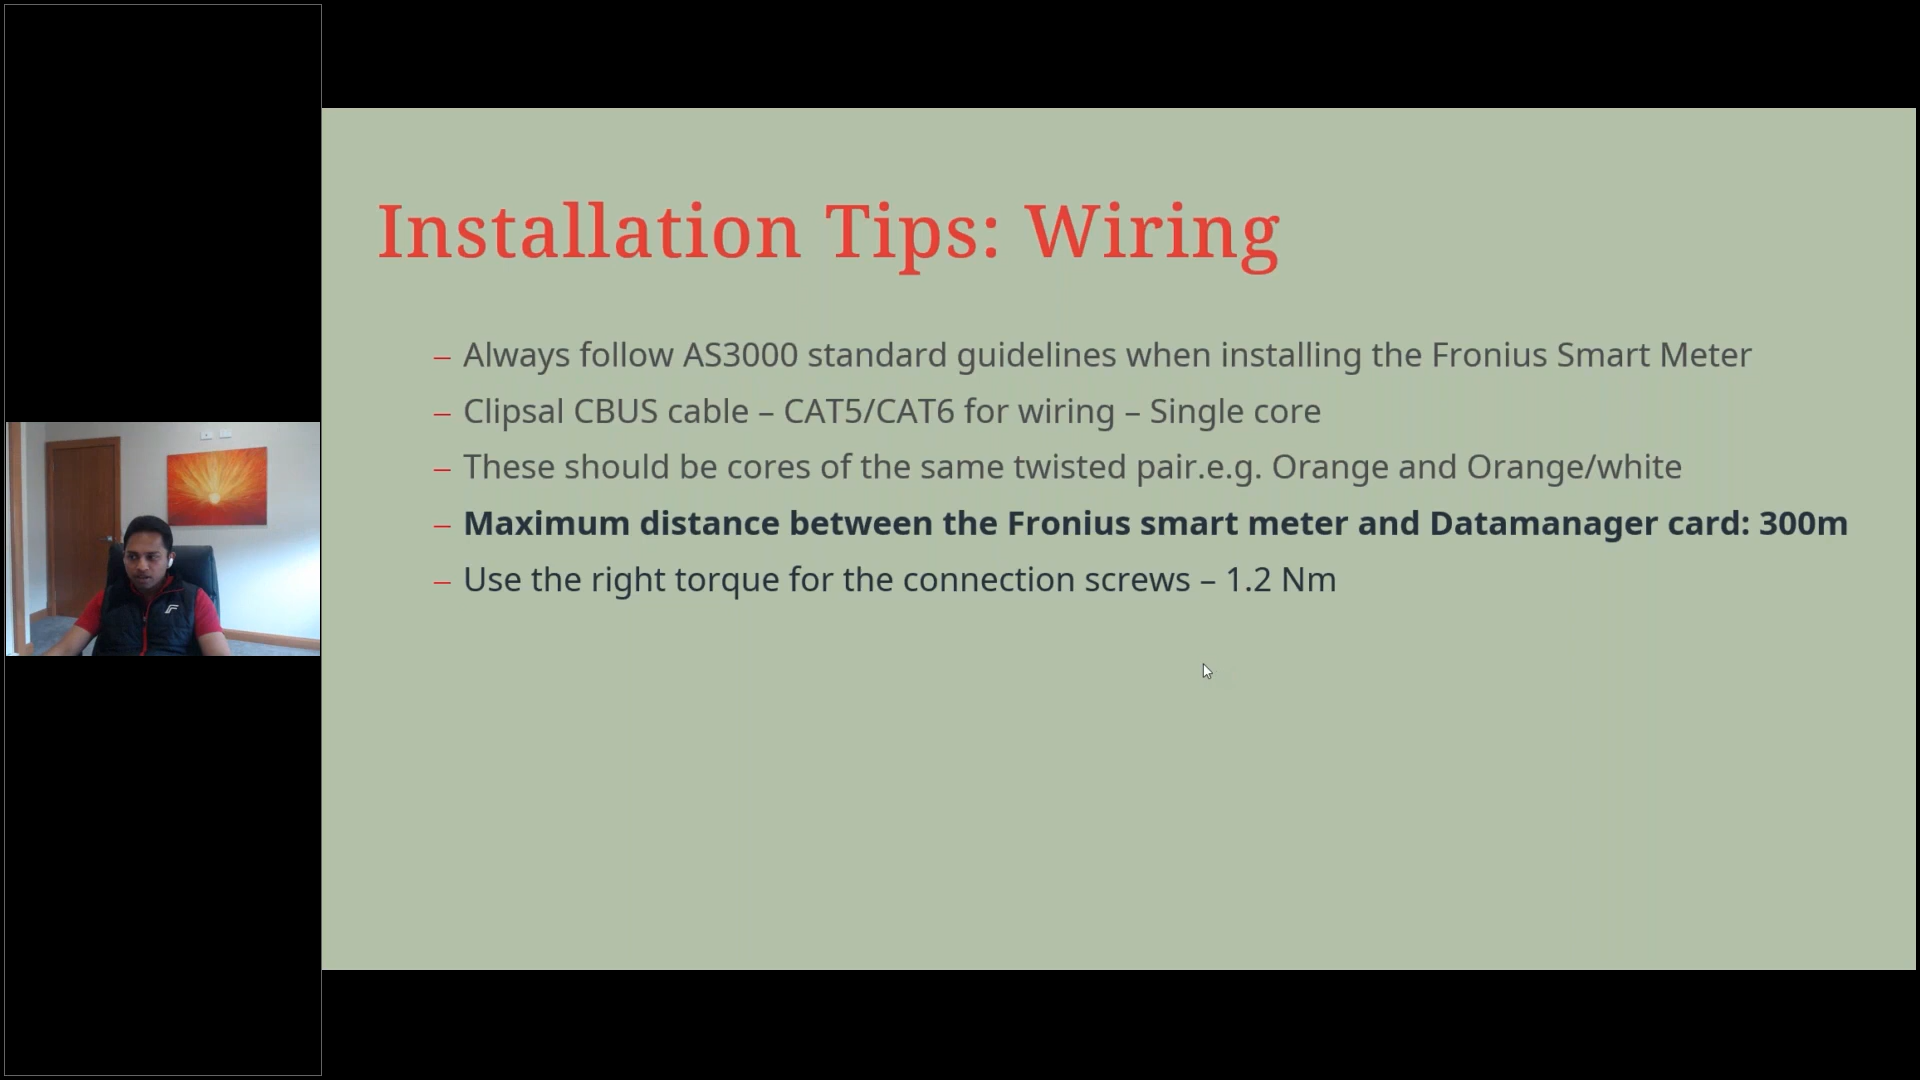 Installation Tips: Wiring
– Always follow AS3000 standard guidelines when installing the Fronius Smart Meter
– Clipsal CBUS cable – CAT5/CAT6 for wiring – Single core
– These should be cores of the same twisted pair.e.g. Orange and Orange/white
– Maximum distance between the Fronius smart meter and Datamanager card: 300m
– Use the right torque for the connection screws – 1.2 Nm